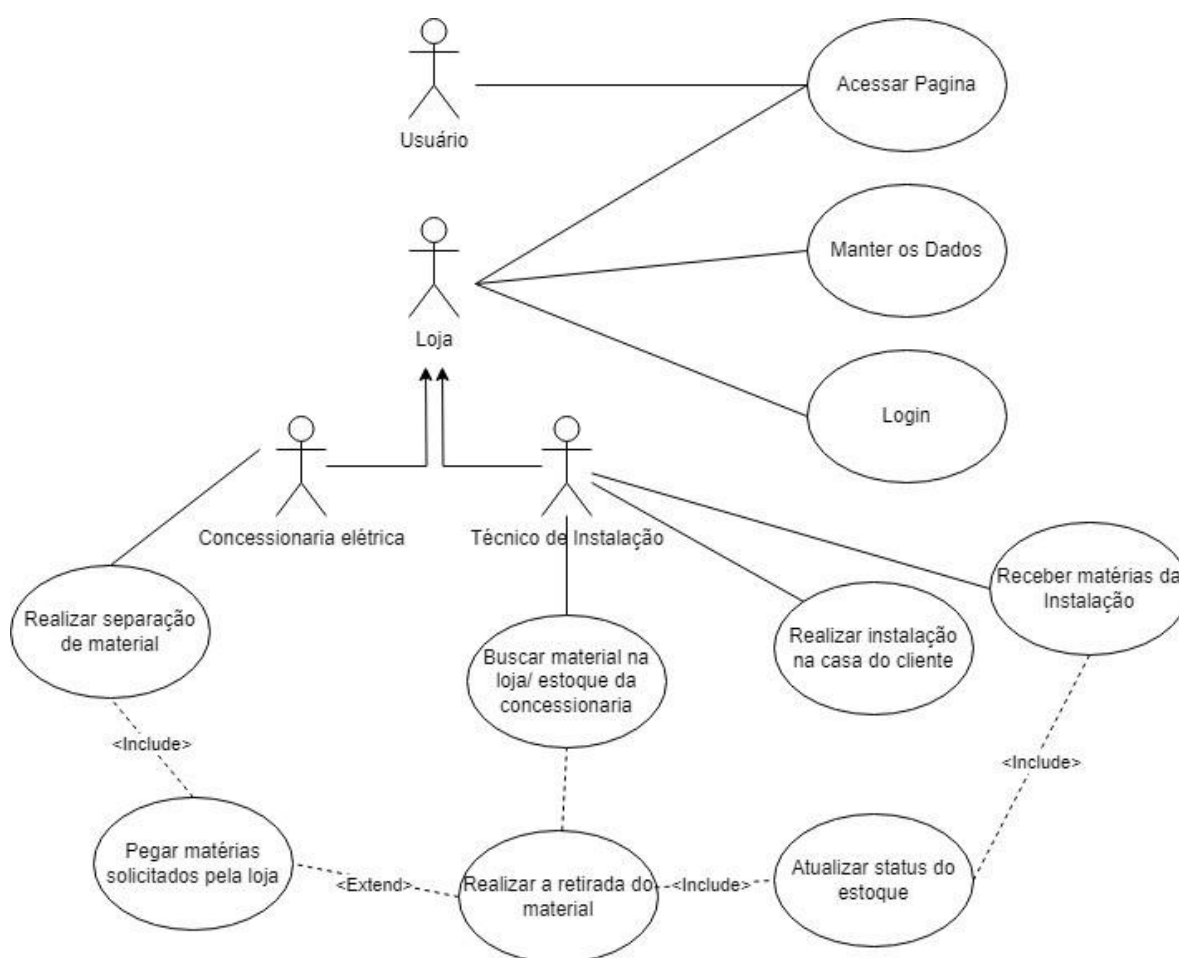 Acessar Pagina
Usuário
Manter os Dados
Loja
Login
Concessionaria elétrica
Técnico de Instalação
Receber matérias da
Instalação
Realizar separação
de material
Realizar instalação
na casa do cliente
Buscar material na
loja/ estoque da
concessionaria
<Include>
<Include>
Pegar matérias
solicitados pela loja
<Extend>
Realizar a retirada do
material
<Include>
Atualizar status do
estoque